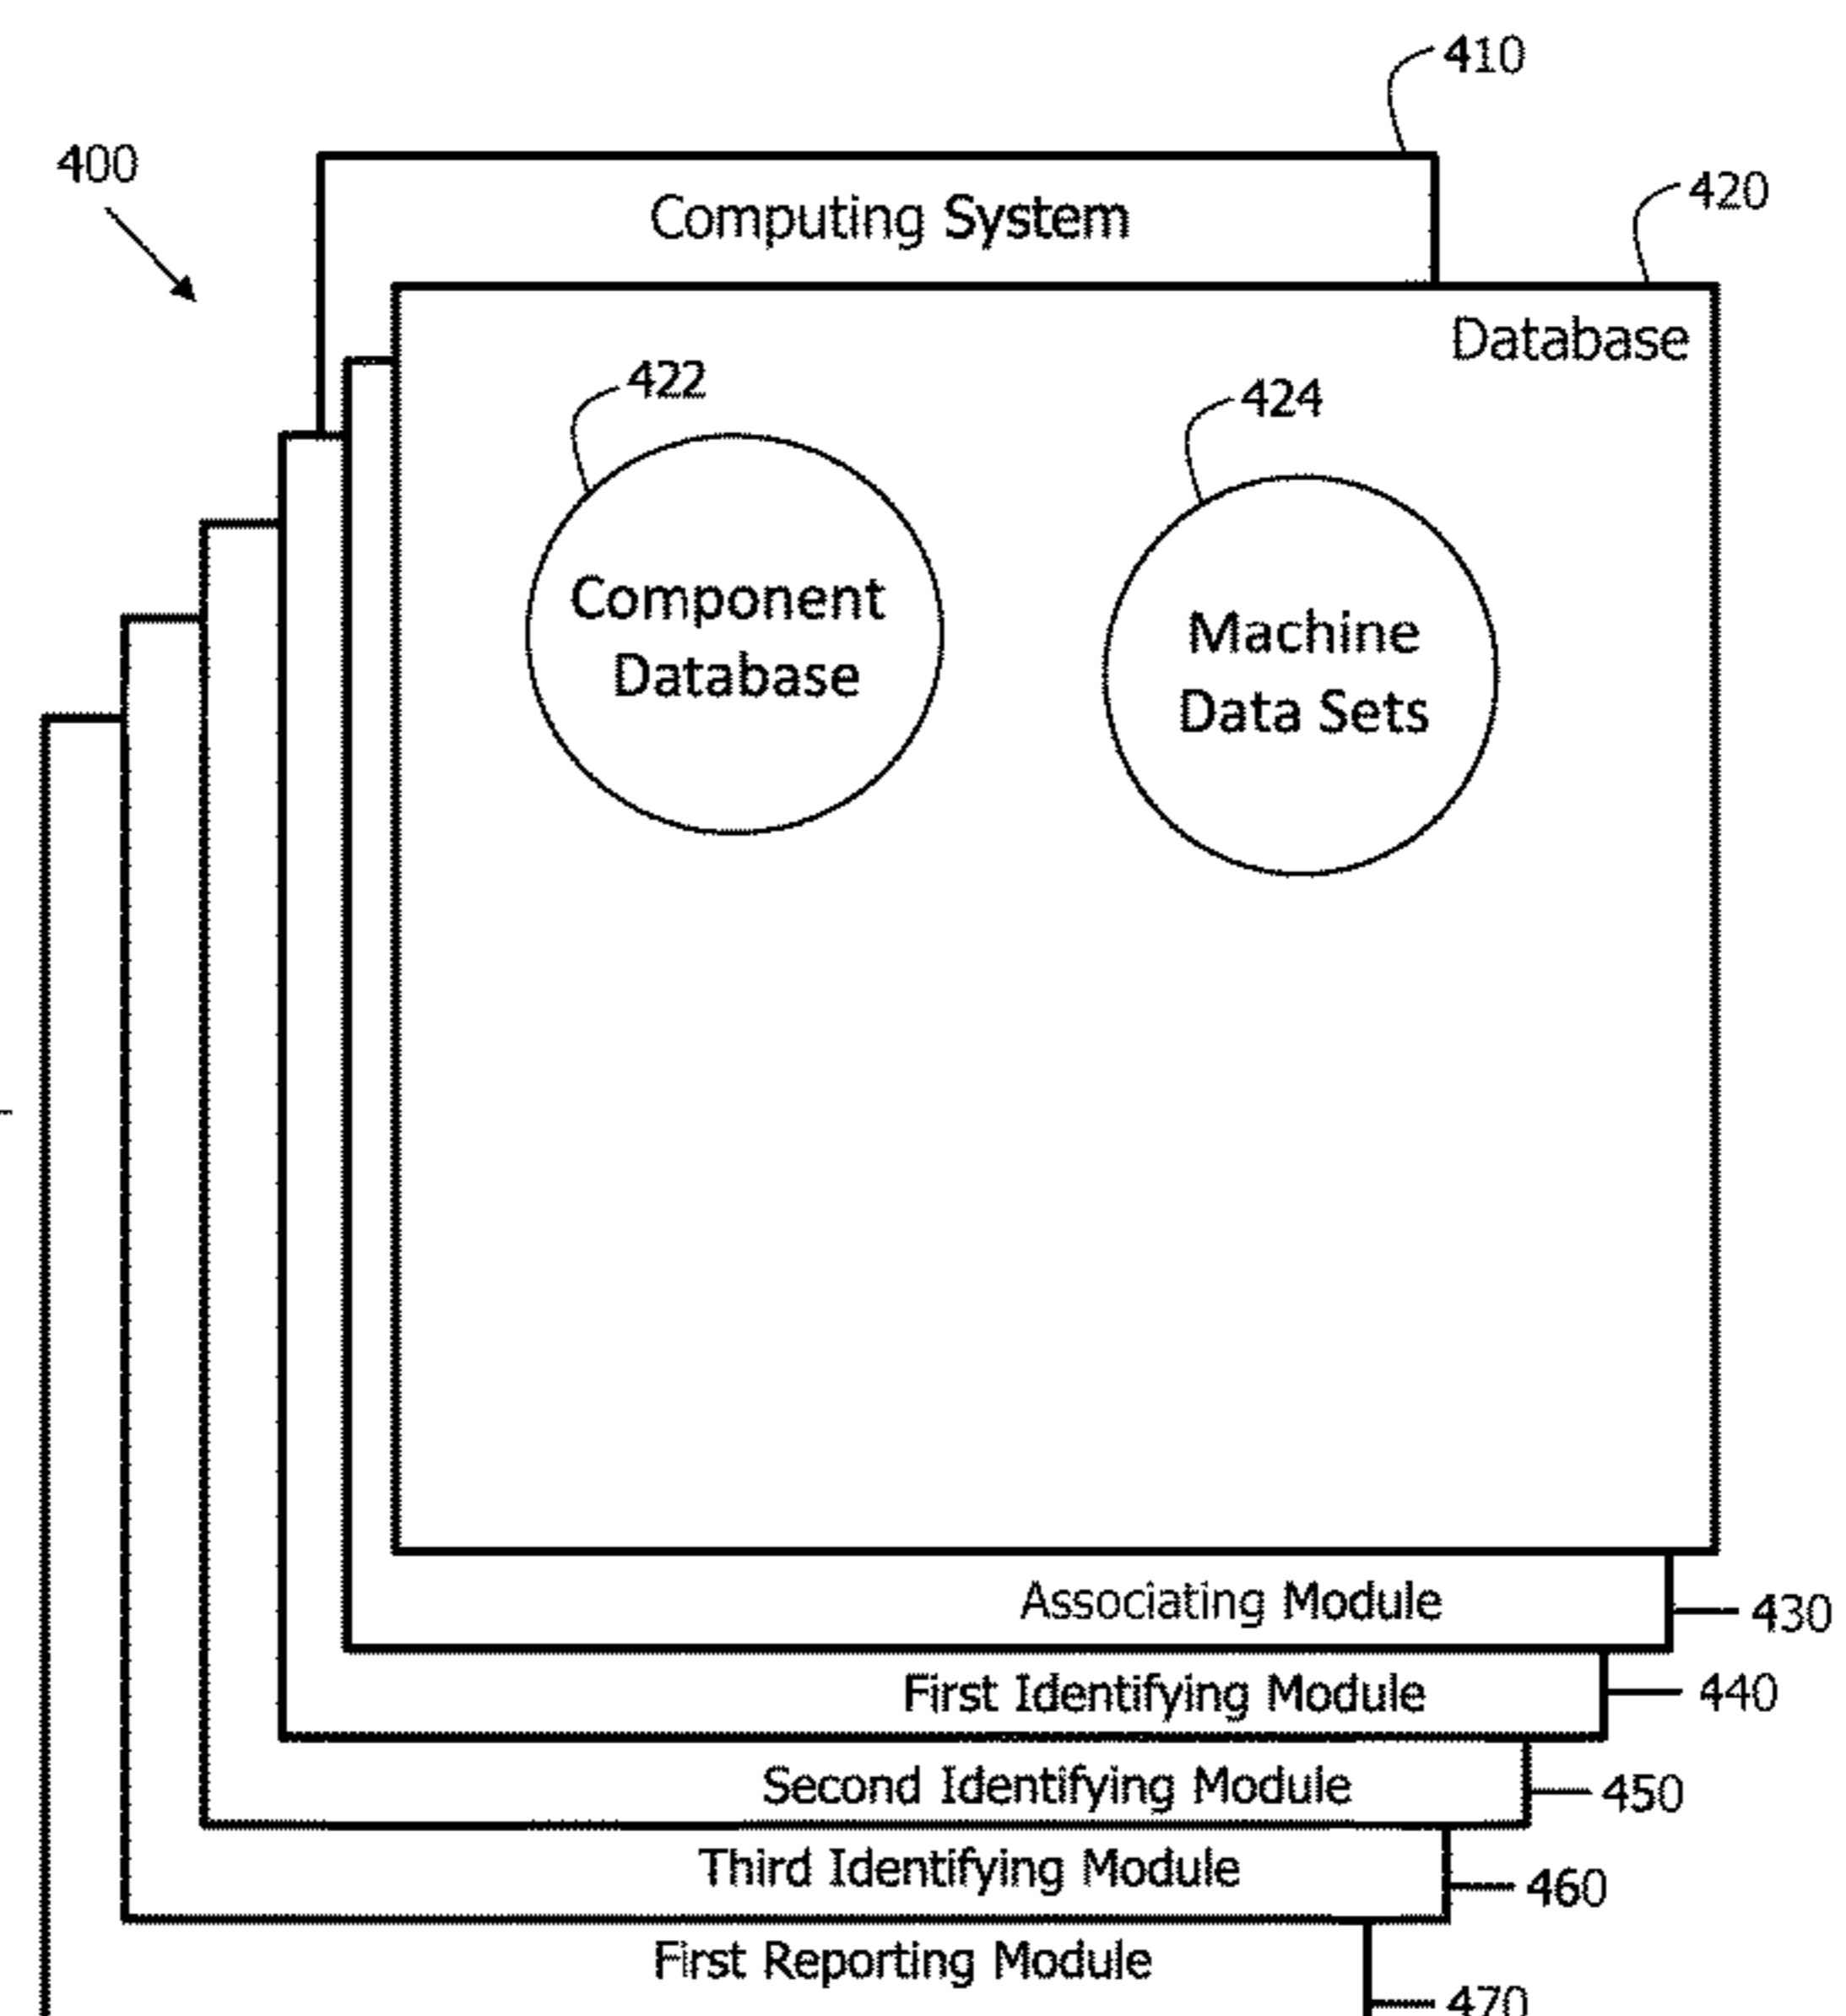 410
400
Computing System
420
Database
422
424
Component
Database
Machine
Data Sets
Associating Module
430
First Identifying Module
440
Second Identifying Module
450
Third Identifying Module
460
First Reporting Module
470